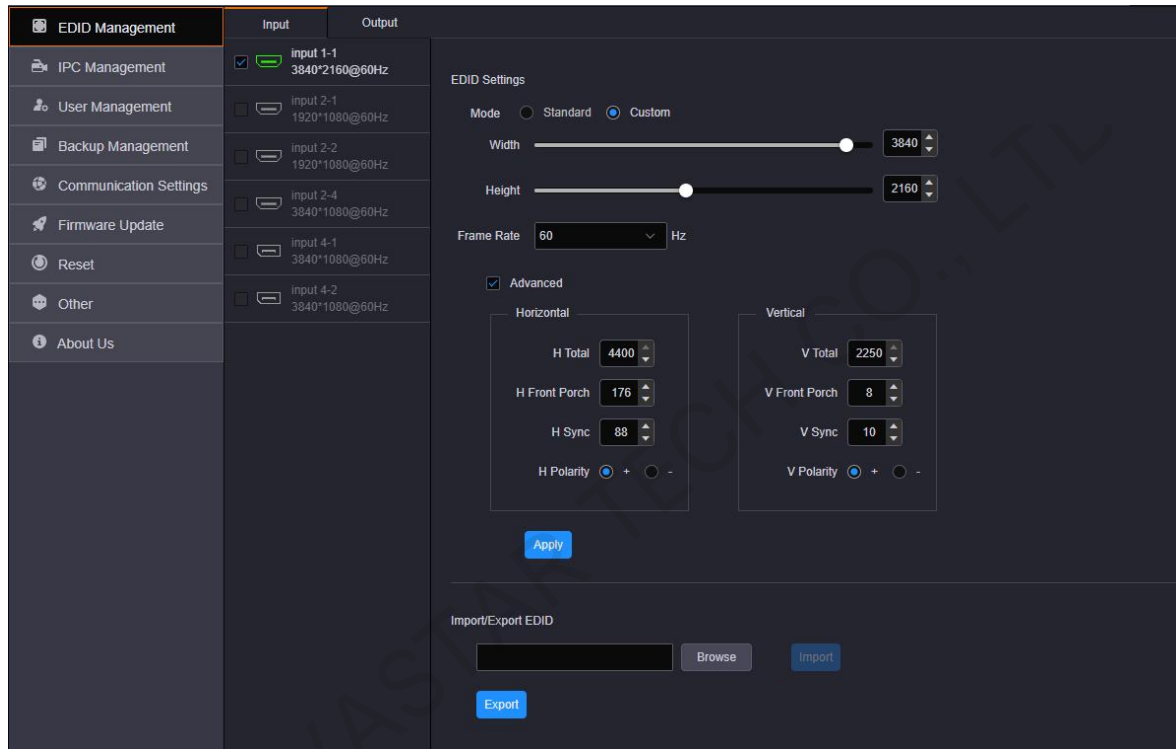 EDID Management
IPC Management
User Management
Backup Management
Communication Settings
Firmware Update
Reset
Other
About Us
Input Output
input 1-1
3840*2160@60Hz
input 2-1
1920*1080@60Hz
input 2-2
1920*1080@60Hz
input 2-4
3840*1080@60Hz
input 4-1
3840*1080@60Hz
input 4-2
3840*1080@60Hz
EDID Settings
Mode Standard Custom
Width 3840
Height 2160
Frame Rate 60 Hz
Advanced
Horizontal
H Total 4400
H Front Porch 176
H Sync 88
H Polarity + -
Vertical
V Total 2250
V Front Porch 8
V Sync 10
V Polarity + -
Apply
Import/Export EDID
Browse Import
Export
TECH CO., LTD